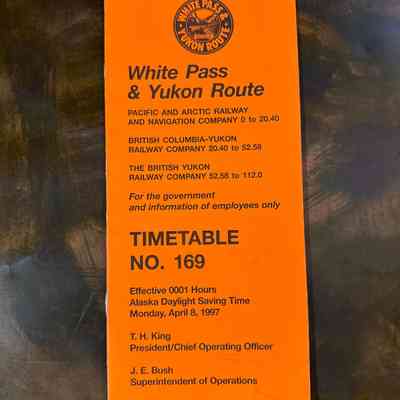 WHITE PASS &
YUKON ROUTE
White Pass
& Yukon Route
PACIFIC AND ARCTIC RAILWAY
AND NAVIGATION COMPANY 0 to 20.40
BRITISH COLUMBIA-YUKON
RAILWAY COMPANY 20.40 to 52.58
THE BRITISH YUKON
RAILWAY COMPANY 52.58 to 112.0
For the government
and information of employees only
TIMETABLE
NO. 169
Effective 0001 Hours
Alaska Daylight Saving Time
Monday, April 8, 1997
T. H. King
President/Chief Operating Officer
J. E. Bush
Superintendent of Operations